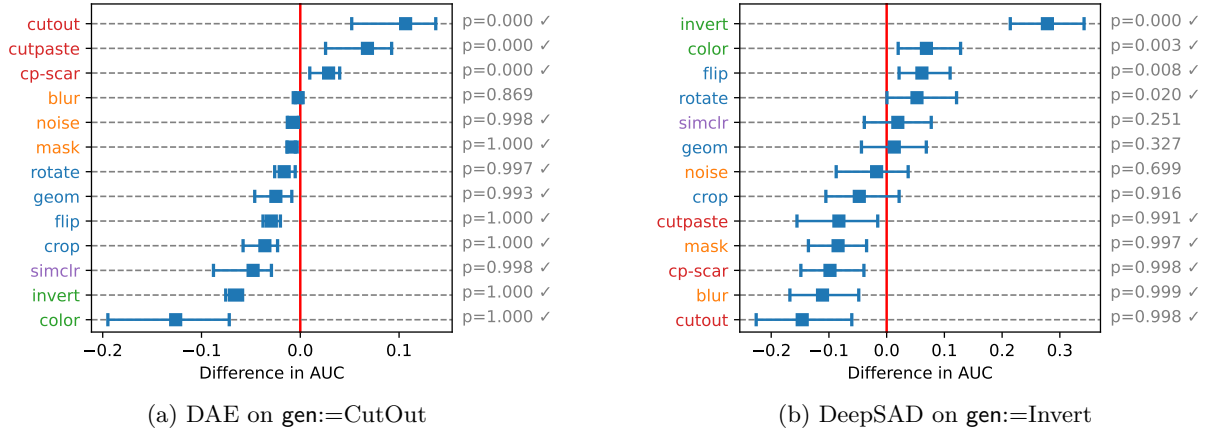 cutout p=0.000 ✓
cutpaste p=0.000 ✓
cp-scar p=0.000 ✓
blur p=0.869
noise p=0.998 ✓
mask p=1.000 ✓
rotate p=0.997 ✓
geom p=0.993 ✓
flip p=1.000 ✓
crop p=1.000 ✓
simclr p=0.998 ✓
invert p=1.000 ✓
color p=1.000 ✓
−0.2 −0.1 0.0 0.1
Difference in AUC
(a) DAE on gen:=CutOut
invert p=0.000 ✓
color p=0.003 ✓
flip p=0.008 ✓
rotate p=0.020 ✓
simclr p=0.251
geom p=0.327
noise p=0.699
crop p=0.916
cutpaste p=0.991 ✓
mask p=0.997 ✓
cp-scar p=0.998 ✓
blur p=0.999 ✓
cutout p=0.998 ✓
−0.2 −0.1 0.0 0.1 0.2 0.3
Difference in AUC
(b) DeepSAD on gen:=Invert